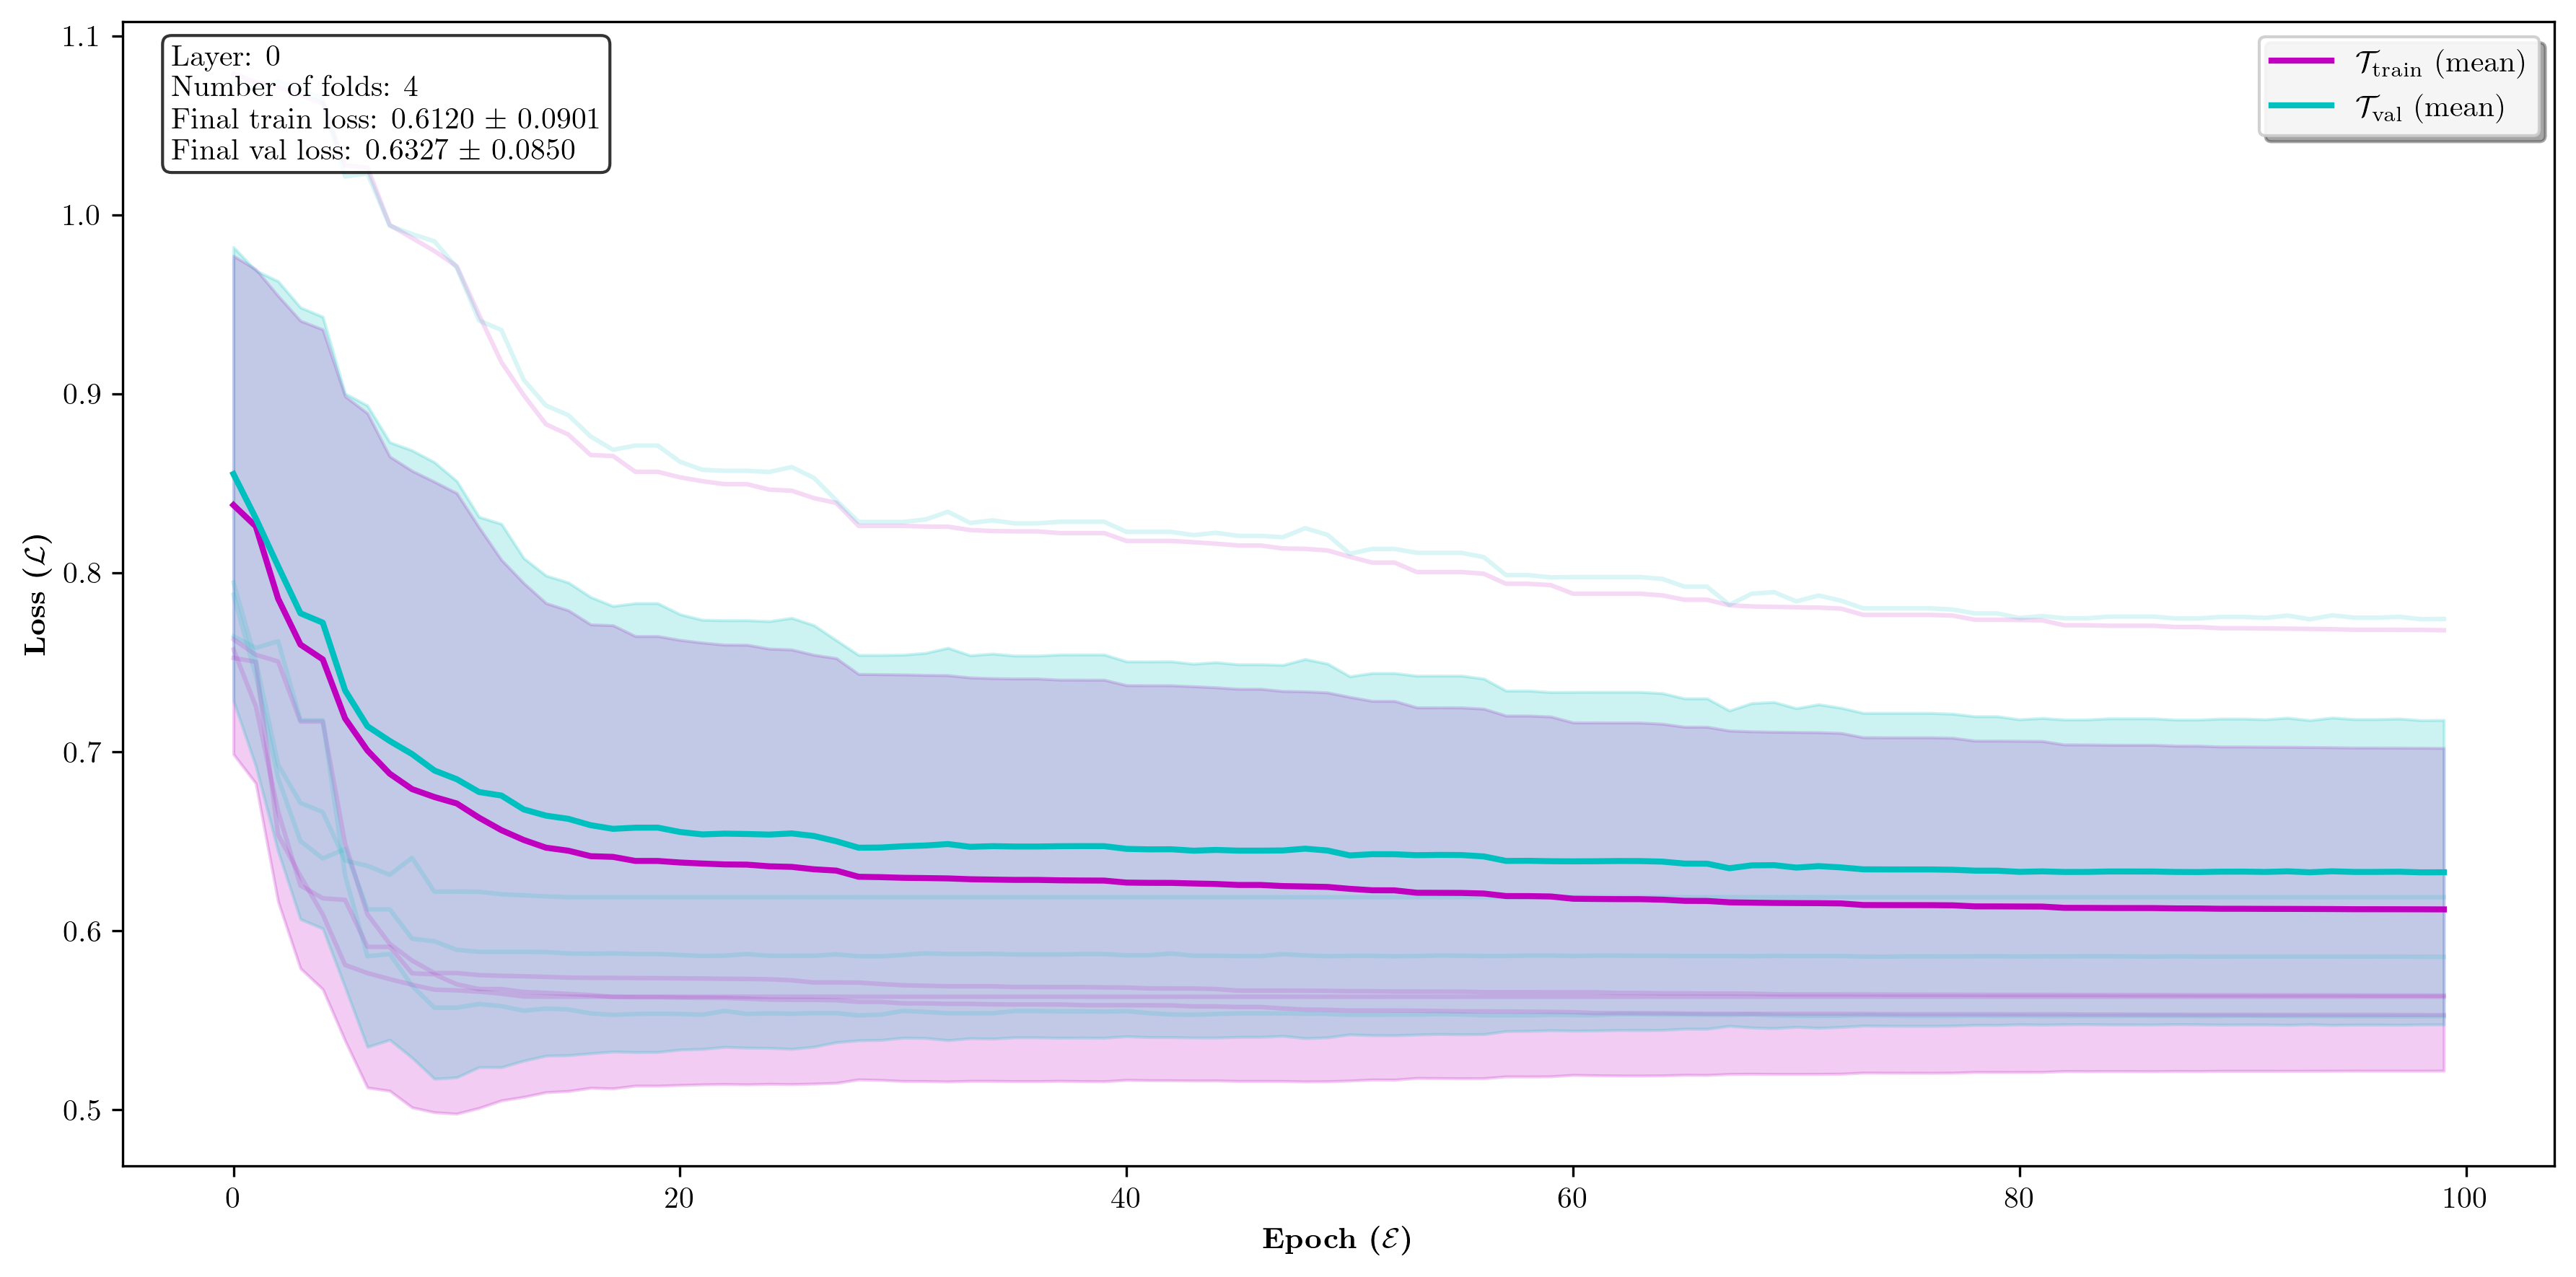 1.1
1.0
0.9
0.8
0.7
0.6
0.5
Loss (ℒ)
Layer: 0
Number of folds: 4
Final train loss: 0.6120 ± 0.0901
Final val loss: 0.6327 ± 0.0850
𝒯train (mean)
𝒯val (mean)
0 20 40 60 80 100
Epoch (ℰ)